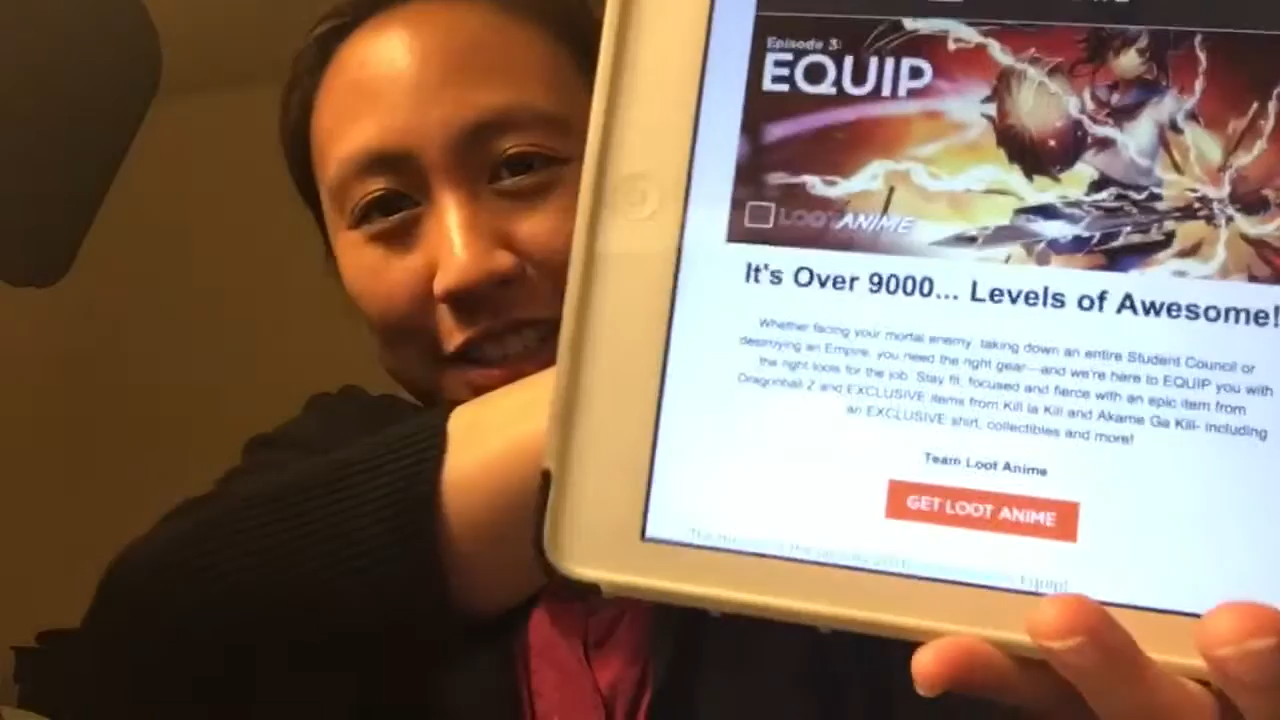 Episode 3:
EQUIP
LOOT ANIME
It's Over 9000... Levels of Awesome!
Whether facing your mortal enemy, taking down an entire Student Council or
destroying an Empire, you need the right gear—and we're here to EQUIP you with
the right tools for the job. Stay fit, focused and fierce with an epic item from
Dragonball Z and EXCLUSIVE items from Kill la Kill and Akame Ga Kill- including
an EXCLUSIVE shirt, collectibles and more!
Team Loot Anime
GET LOOT ANIME
Equip!